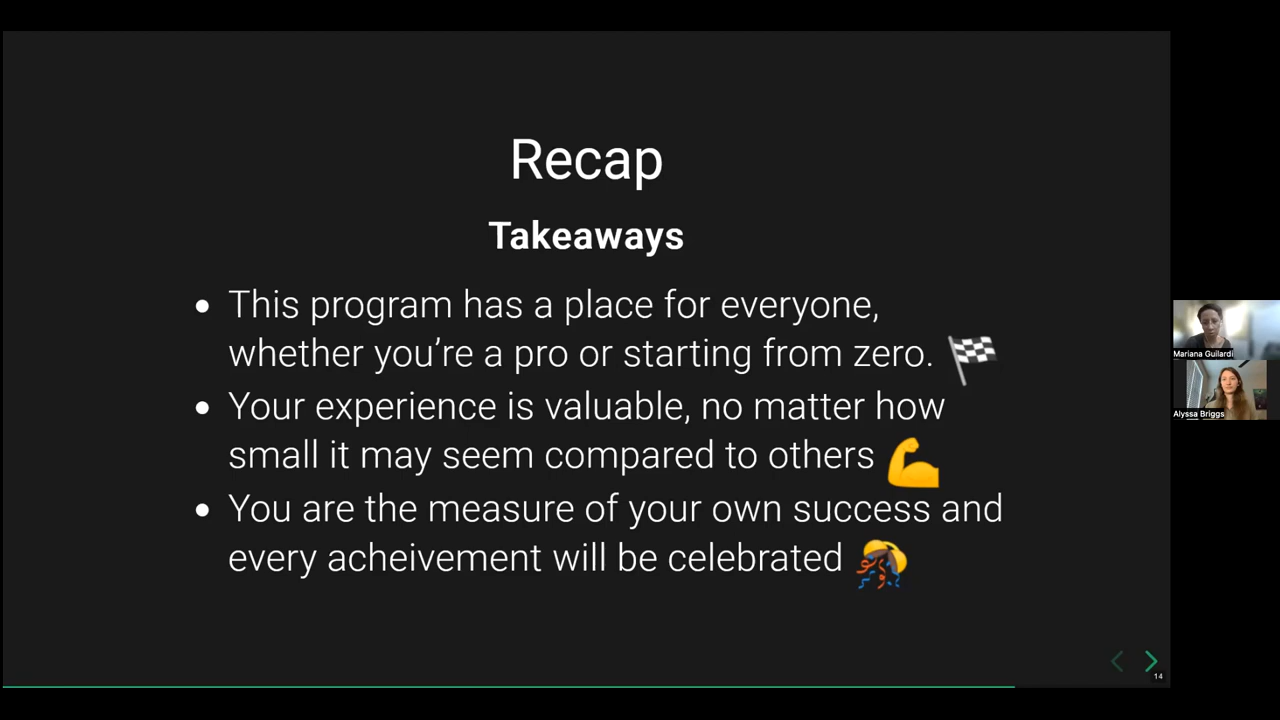 Recap
Takeaways
• This program has a place for everyone,
whether you're a pro or starting from zero. 🏁
• Your experience is valuable, no matter how
small it may seem compared to others 💪
• You are the measure of your own success and
every acheivement will be celebrated 🎊
Mariana Guilardi
Alyssa Briggs
14